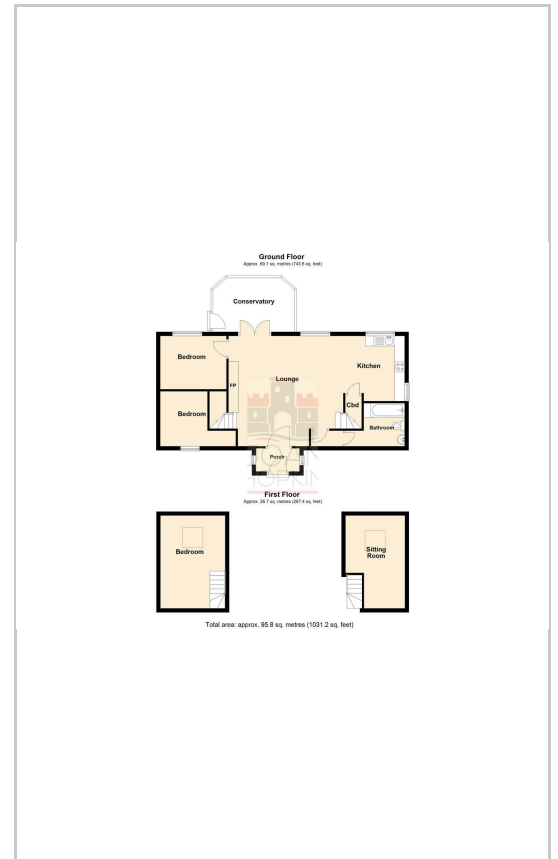 Ground Floor
Approx. 69.1 sq. metres (743.8 sq. feet)
Conservatory
Bedroom
Kitchen
Lounge
FP
Bedroom
Cbd
Bathroom
Porch
HOPKIN
First Floor
Approx. 26.7 sq. metres (287.4 sq. feet)
Bedroom
Sitting
Room
Total area: approx. 95.8 sq. metres (1031.2 sq. feet)